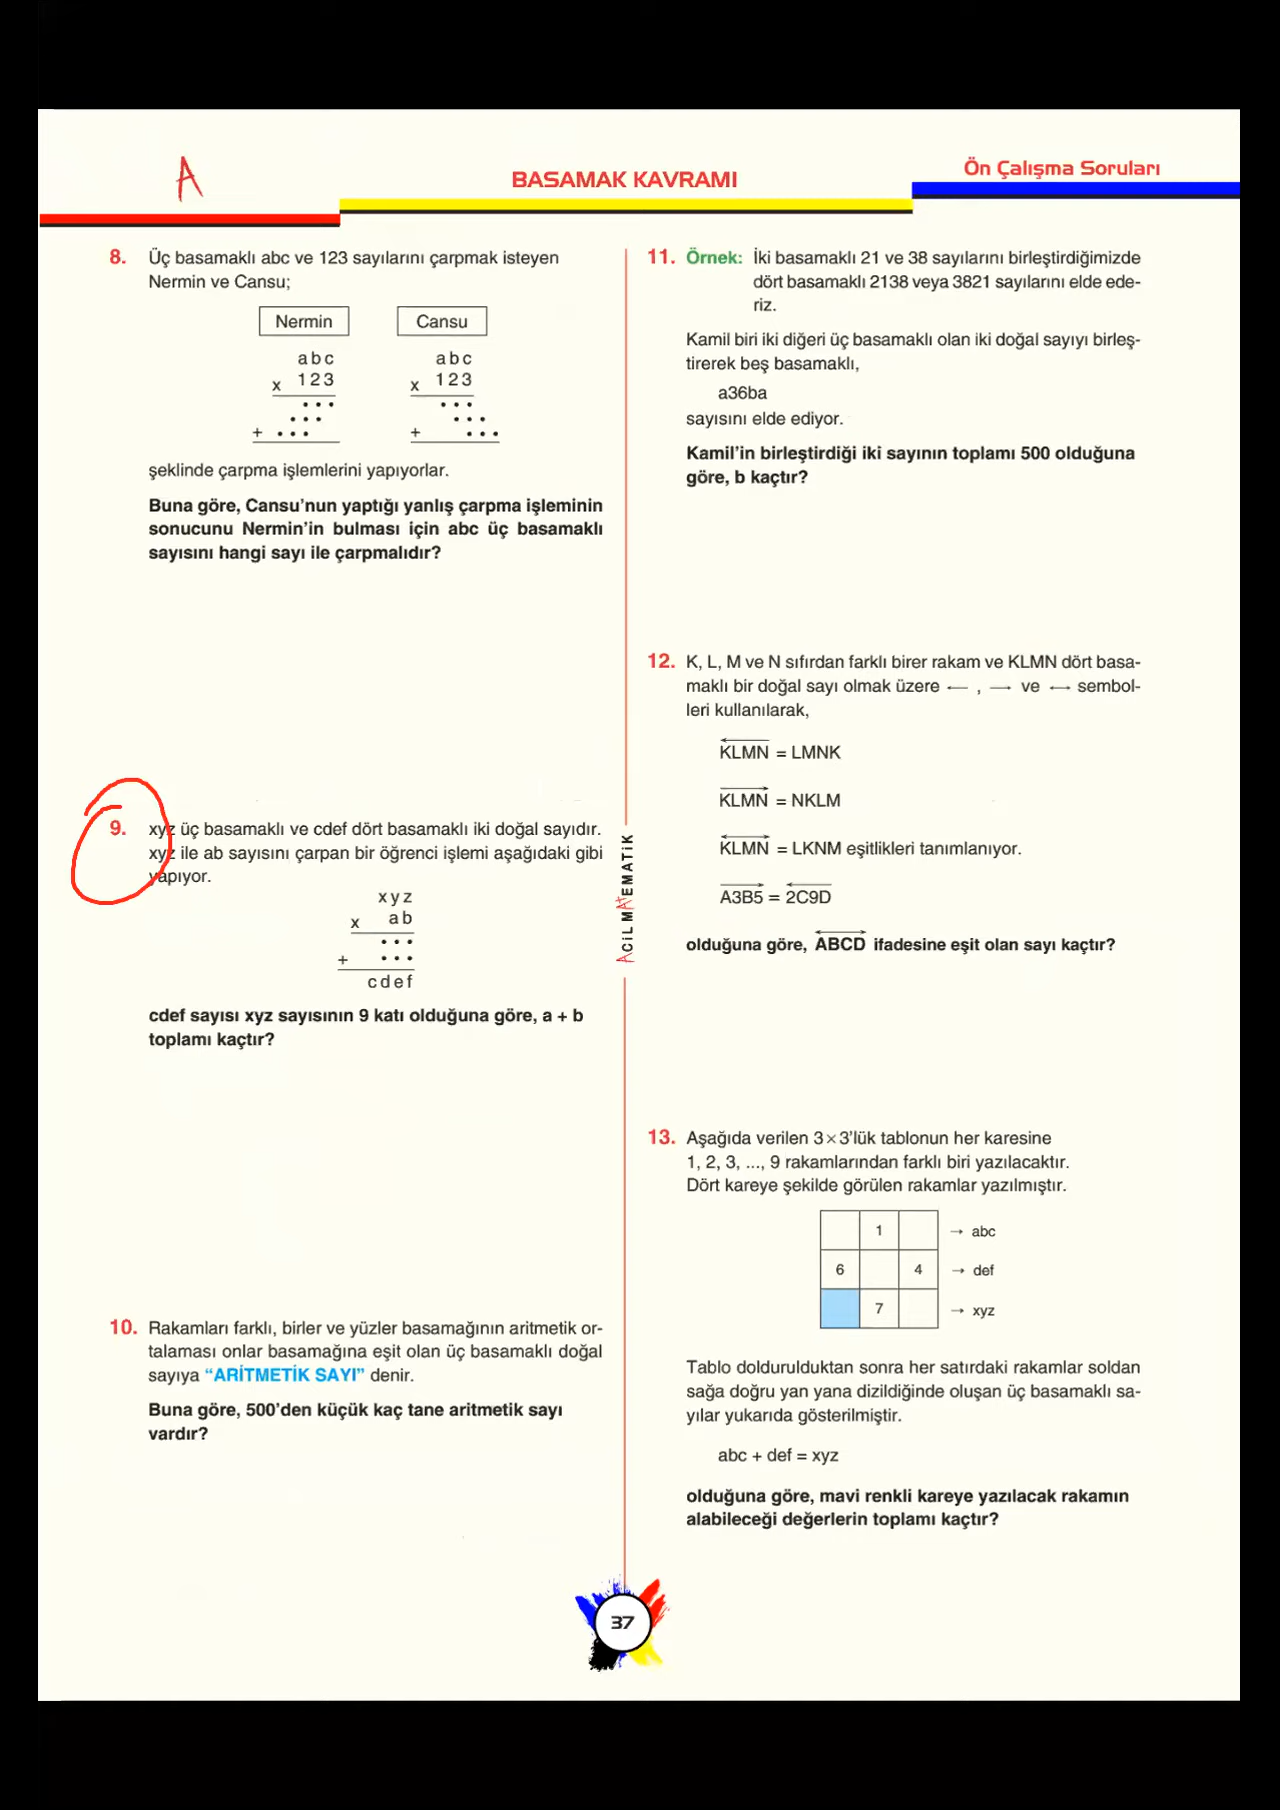 A
BASAMAK KAVRAMI
Ön Çalışma Soruları
8. Üç basamaklı abc ve 123 sayılarını çarpmak isteyen
Nermin ve Cansu;
Nermin Cansu
abc abc
x 123 x 123
• • • • • •
• • • • • •
+ • • • + • • •
şeklinde çarpma işlemlerini yapıyorlar.
Buna göre, Cansu'nun yaptığı yanlış çarpma işleminin
sonucunu Nermin'in bulması için abc üç basamaklı
sayısını hangi sayı ile çarpmalıdır?
9. xyz üç basamaklı ve cdef dört basamaklı iki doğal sayıdır.
xyz ile ab sayısını çarpan bir öğrenci işlemi aşağıdaki gibi
yapıyor.
xyz
x ab
• • •
+ • • •
cdef
cdef sayısı xyz sayısının 9 katı olduğuna göre, a + b
toplamı kaçtır?
10. Rakamları farklı, birler ve yüzler basamağının aritmetik or-
talaması onlar basamağına eşit olan üç basamaklı doğal
sayıya “ARİTMETİK SAYI” denir.
Buna göre, 500'den küçük kaç tane aritmetik sayı
vardır?
ACİL MATEMATİK
11. Örnek: İki basamaklı 21 ve 38 sayılarını birleştirdiğimizde
dört basamaklı 2138 veya 3821 sayılarını elde ede-
riz.
Kamil biri iki diğeri üç basamaklı olan iki doğal sayıyı birleş-
tirerek beş basamaklı,
a36ba
sayısını elde ediyor.
Kamil'in birleştirdiği iki sayının toplamı 500 olduğuna
göre, b kaçtır?
12. K, L, M ve N sıfırdan farklı birer rakam ve KLMN dört basa-
maklı bir doğal sayı olmak üzere ← , → ve ↔ sembol-
leri kullanılarak,
KLMN = LMNK
KLMN = NKLM
KLMN = LKNM eşitlikleri tanımlanıyor.
A3B5 = 2C9D
olduğuna göre, ABCD ifadesine eşit olan sayı kaçtır?
13. Aşağıda verilen 3×3'lük tablonun her karesine
1, 2, 3, ..., 9 rakamlarından farklı biri yazılacaktır.
Dört kareye şekilde görülen rakamlar yazılmıştır.
1 → abc
6 4 → def
7 → xyz
Tablo doldurulduktan sonra her satırdaki rakamlar soldan
sağa doğru yan yana dizildiğinde oluşan üç basamaklı sa-
yılar yukarıda gösterilmiştir.
abc + def = xyz
olduğuna göre, mavi renkli kareye yazılacak rakamın
alabileceği değerlerin toplamı kaçtır?
37